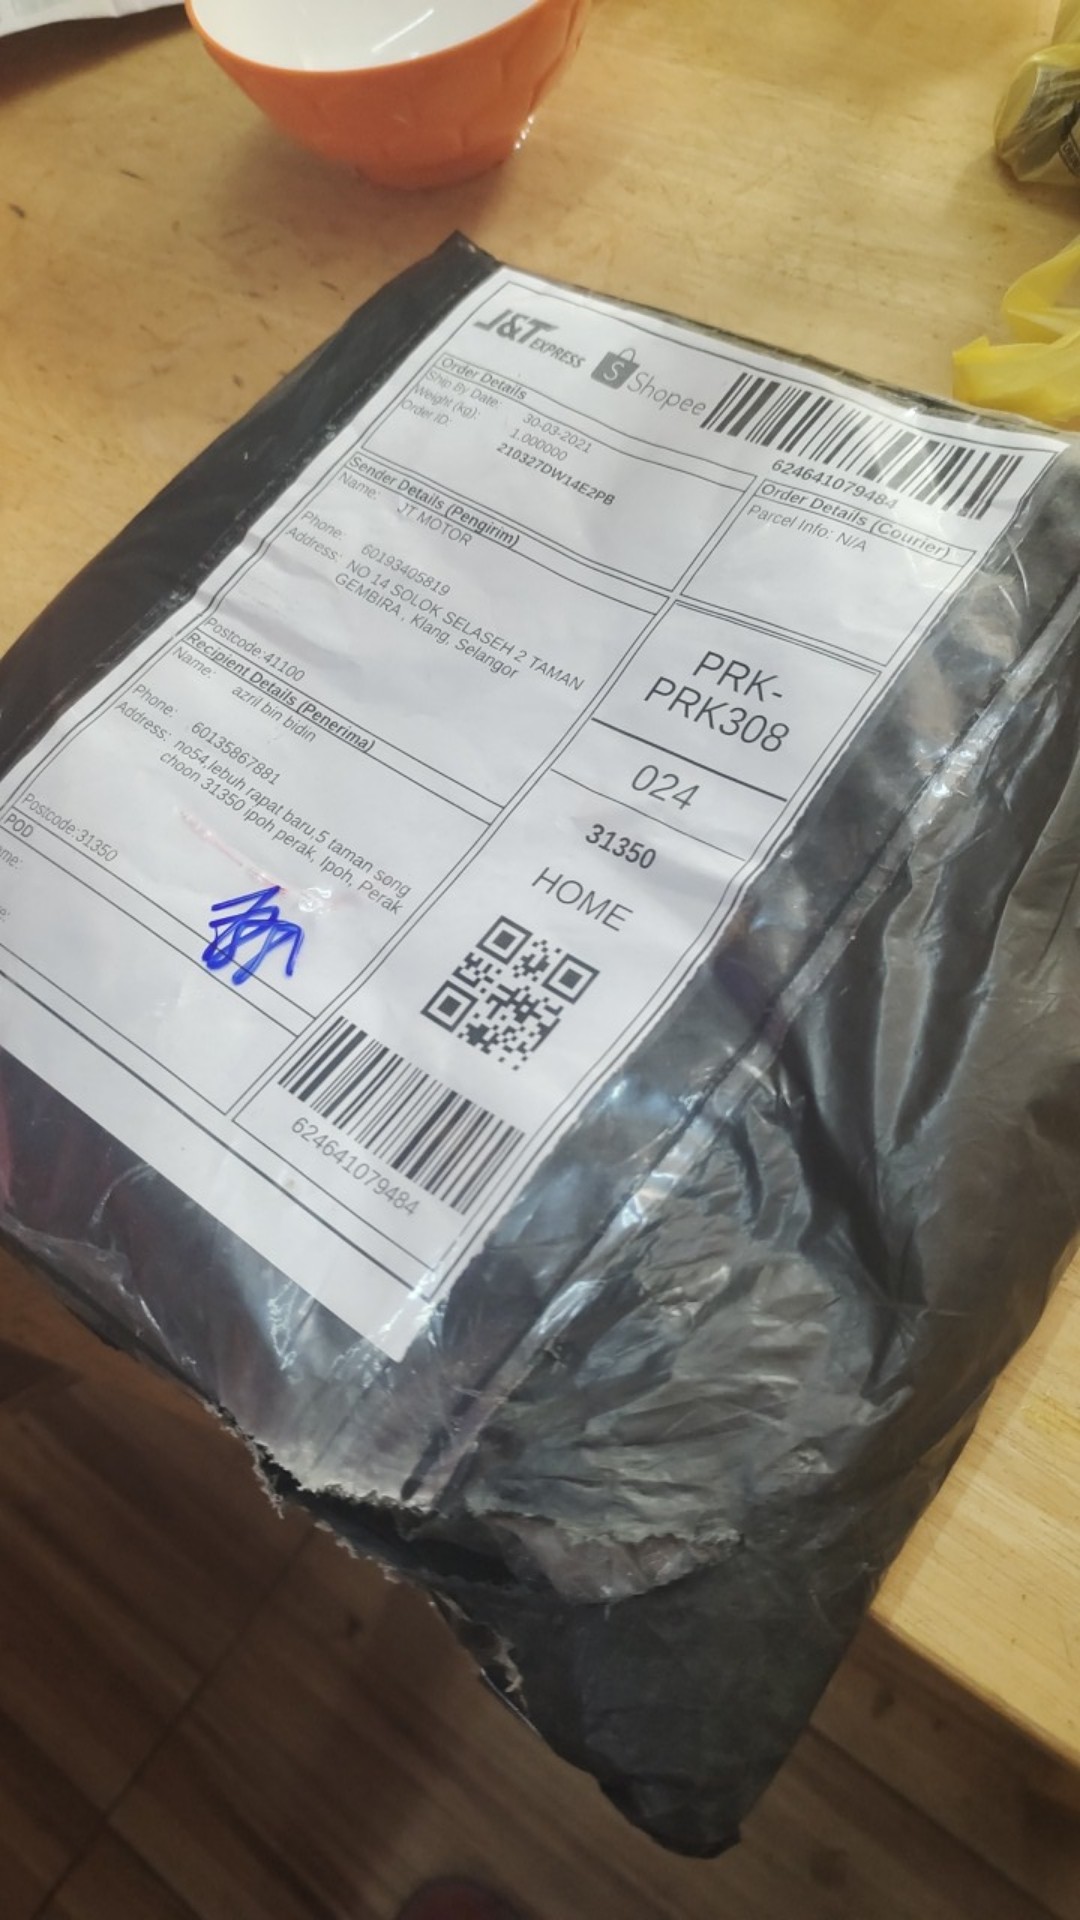 J&T EXPRESS
Shopee
624641079484
Order Details
Ship By Date: 30-03-2021
Weight (kg): 1.000000
Order ID: 210327DW14E2PB
Order Details (Courier)
Parcel Info: N/A
Sender Details (Pengirim)
Name: JT MOTOR
Phone: 60193405819
Address: NO 14 SOLOK SELASEH 2 TAMAN
GEMBIRA , Klang, Selangor
Postcode:41100
Recipient Details (Penerima)
Name: azril bin bidin
Phone: 60135867881
Address: no54,lebuh rapat baru,5 taman song
choon 31350 ipoh perak, Ipoh, Perak
Postcode:31350
POD
PRK-
PRK308
024
31350
HOME
624641079484